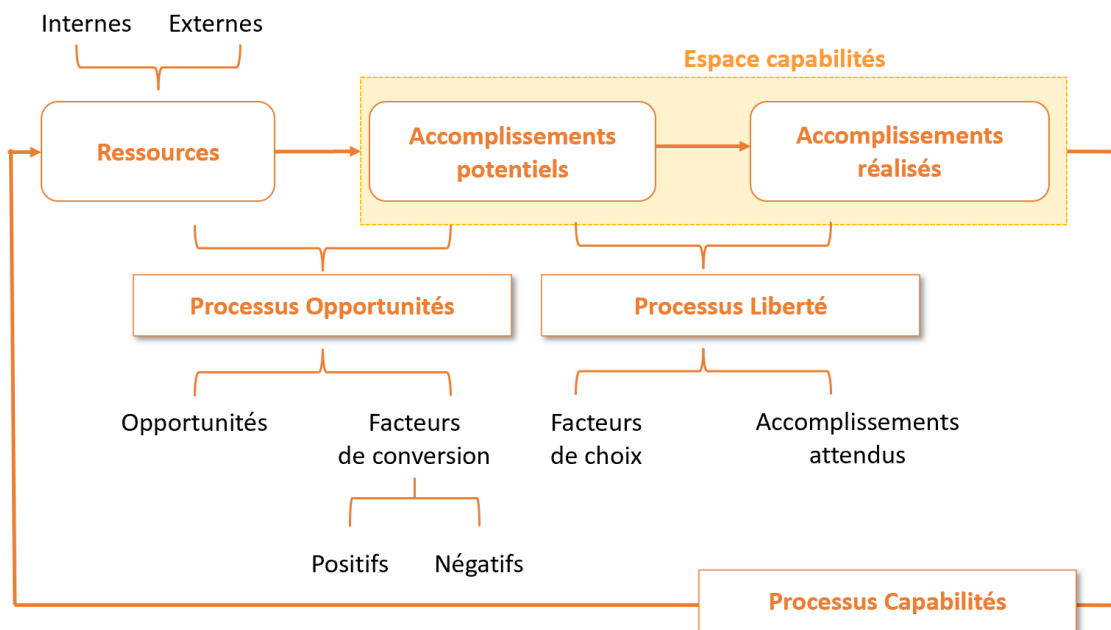 Internes
Externes
Espace capabilités
Ressources
Accomplissements
potentiels
Accomplissements
réalisés
Processus Opportunités
Processus Liberté
Opportunités
Facteurs
de conversion
Facteurs
de choix
Accomplissements
attendus
Positifs
Négatifs
Processus Capabilités